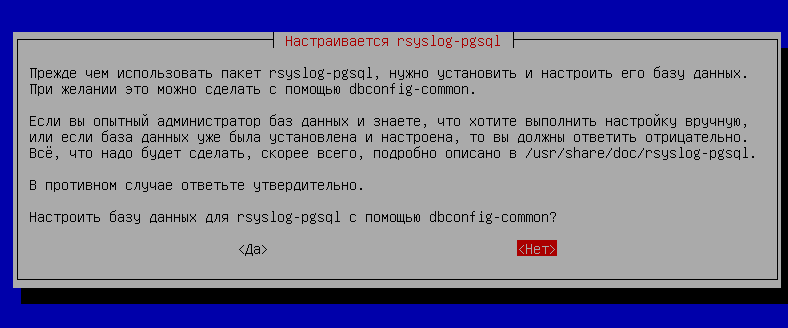 Настраивается rsyslog-pgsql
Прежде чем использовать пакет rsyslog-pgsql, нужно установить и настроить его базу данных.
При желании это можно сделать с помощью dbconfig-common.
Если вы опытный администратор баз данных и знаете, что хотите выполнить настройку вручную,
или если база данных уже была установлена и настроена, то вы должны ответить отрицательно.
Всё, что надо будет сделать, скорее всего, подробно описано в /usr/share/doc/rsyslog-pgsql.
В противном случае ответьте утвердительно.
Настроить базу данных для rsyslog-pgsql с помощью dbconfig-common?
<Да> <Нет>